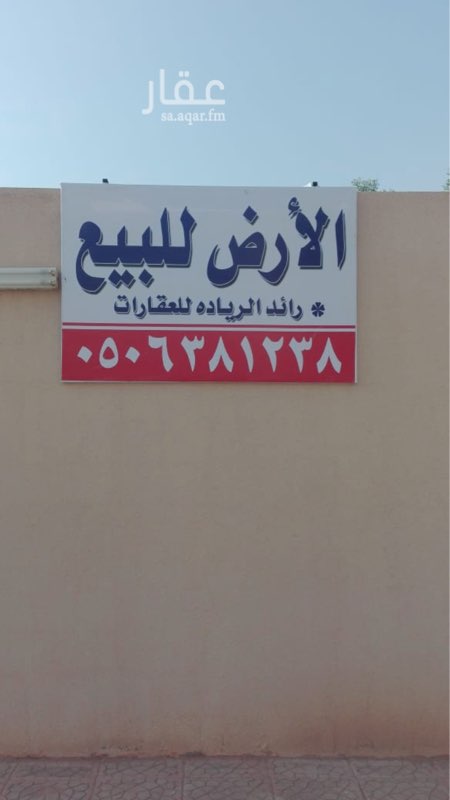 عقار
sa.aqar.fm
الأرض للبيع
رائد الرياده للعقارات
٠٥٠٦٣٨١٢٣٨